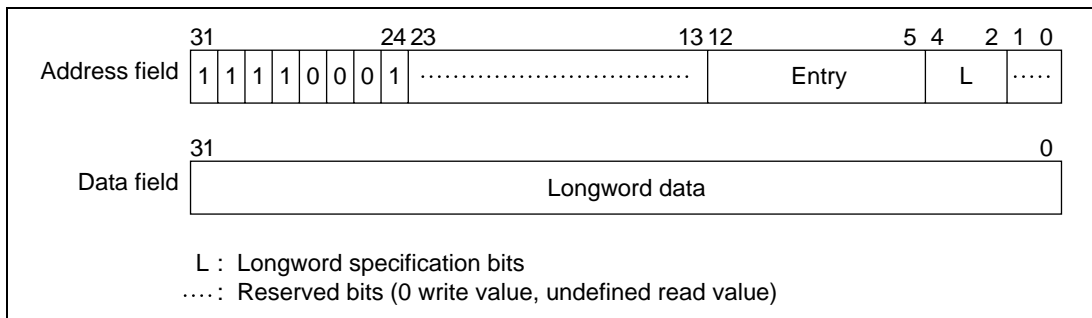 31 24 23 13 12 5 4 2 1 0
Address field 1 1 1 1 0 0 0 1 ................................. Entry L .....
31 0
Data field Longword data
L : Longword specification bits
.... : Reserved bits (0 write value, undefined read value)